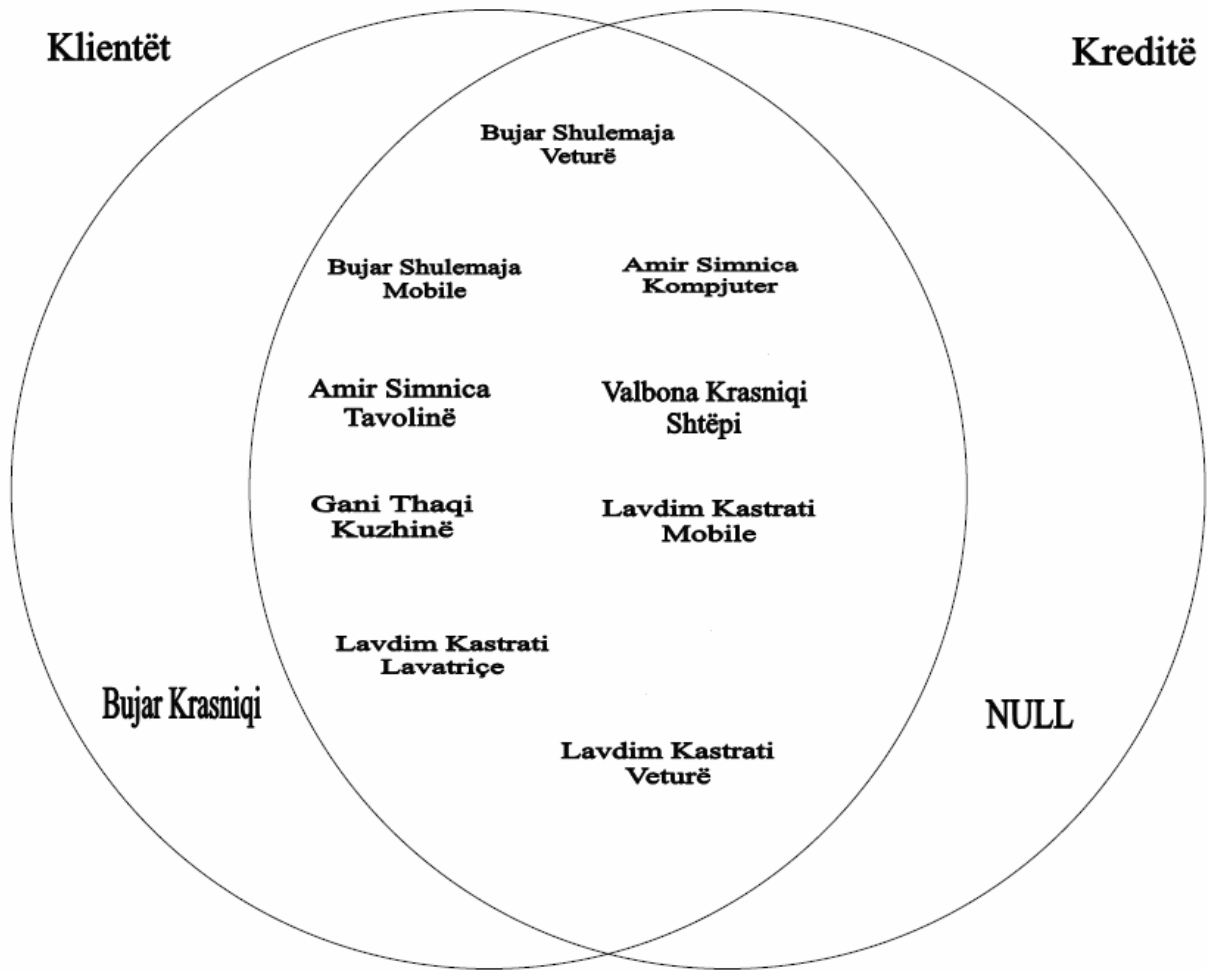 Klientët
Kreditë
Bujar Shulemaja
Veturë
Bujar Shulemaja
Mobile
Amir Simnica
Kompjuter
Amir Simnica
Tavolinë
Valbona Krasniqi
Shtëpi
Gani Thaqi
Kuzhinë
Lavdim Kastrati
Mobile
Lavdim Kastrati
Lavatriçe
Bujar Krasniqi
NULL
Lavdim Kastrati
Veturë